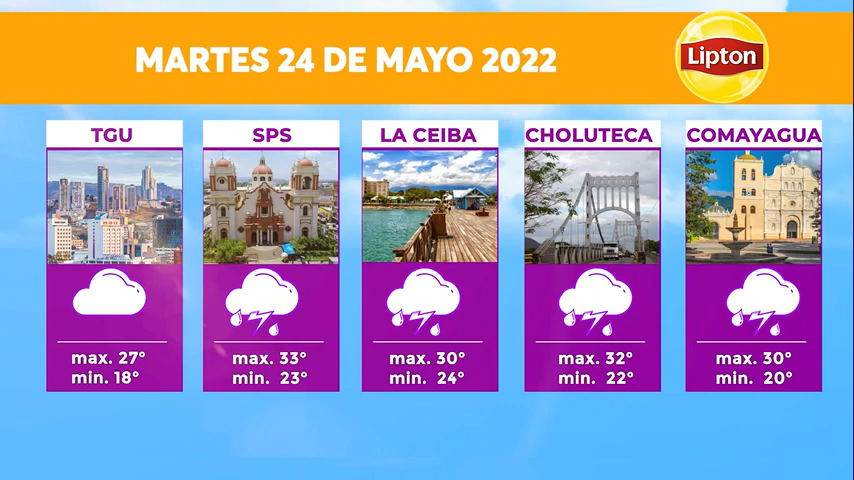 MARTES 24 DE MAYO 2022
Lipton
TGU
max. 27°
min. 18°
SPS
max. 33°
min. 23°
LA CEIBA
max. 30°
min. 24°
CHOLUTECA
max. 32°
min. 22°
COMAYAGUA
max. 30°
min. 20°